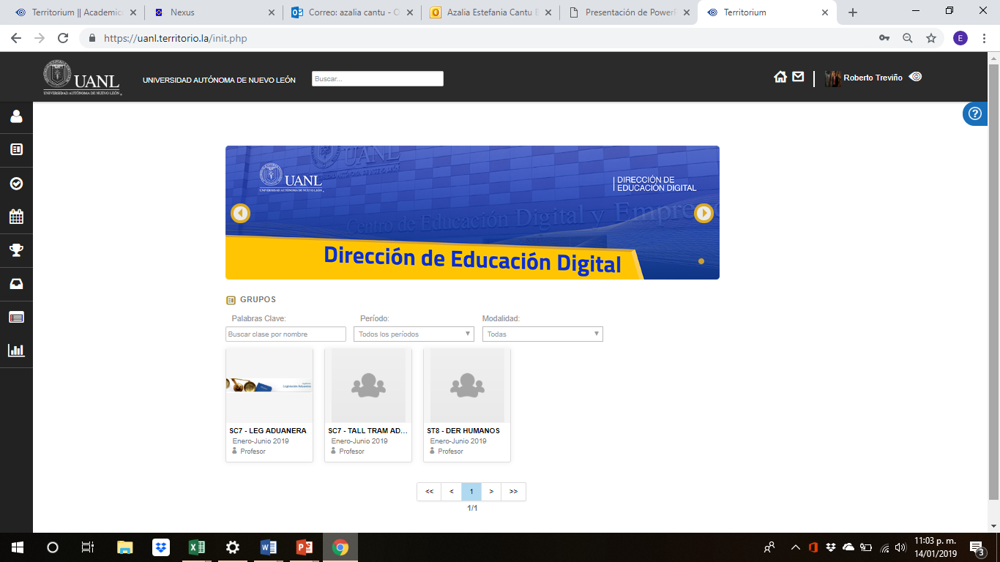 Territorium || Academic
Nexus
Correo: azalia cantu - O
Azalia Estefania Cantu E
Presentación de PowerP
Territorium
https://uanl.territorio.la/init.php
E
UANL
UNIVERSIDAD AUTÓNOMA DE NUEVO LEÓN
UNIVERSIDAD AUTÓNOMA DE NUEVO LEÓN
Buscar...
Roberto Treviño
?
UANL
UANL
UNIVERSIDAD AUTÓNOMA DE NUEVO LEÓN
DIRECCIÓN DE
EDUCACIÓN DIGITAL
Centro de Educación Digital y Empre
Dirección de Educación Digital
GRUPOS
Palabras Clave:
Período:
Modalidad:
Buscar clase por nombre
Todos los períodos
Todas
Legislación Aduanera
SC7 - LEG ADUANERA
Enero-Junio 2019
Profesor
SC7 - TALL TRAM AD...
Enero-Junio 2019
Profesor
ST8 - DER HUMANOS
Enero-Junio 2019
Profesor
<< < 1 > >>
1/1
11:03 p. m.
14/01/2019
3